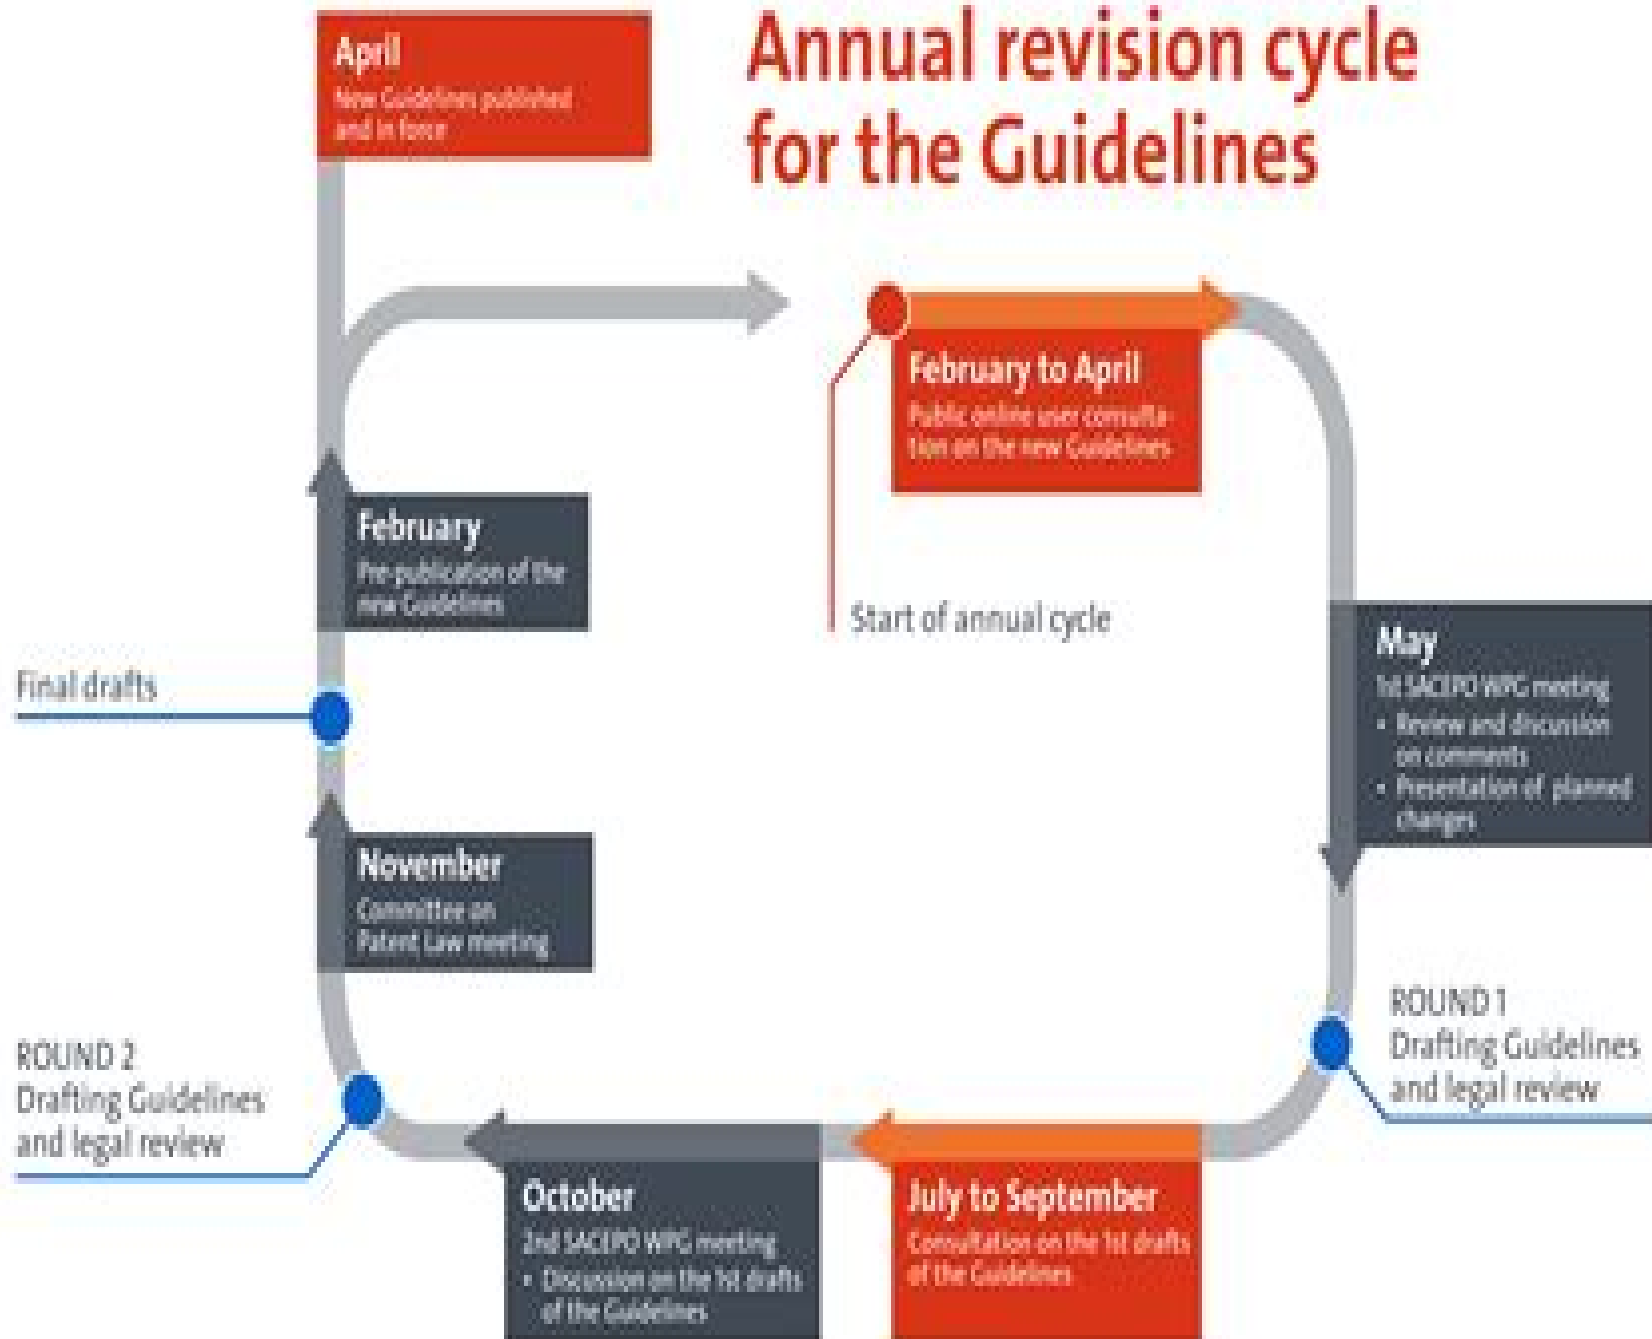 Annual revision cycle
for the Guidelines
April
New Guidelines published
and in force
February to April
Public online user consulta-
tion on the new Guidelines
Start of annual cycle
May
1st SACEPO WPG meeting
• Review and discussion
on comments
• Presentation of planned
changes
ROUND 1
Drafting Guidelines
and legal review
July to September
Consultation on the 1st drafts
of the Guidelines
October
2nd SACEPO WPG meeting
• Discussion on the 1st drafts
of the Guidelines
ROUND 2
Drafting Guidelines
and legal review
November
Committee on
Patent Law meeting
Final drafts
February
Pre-publication of the
new Guidelines